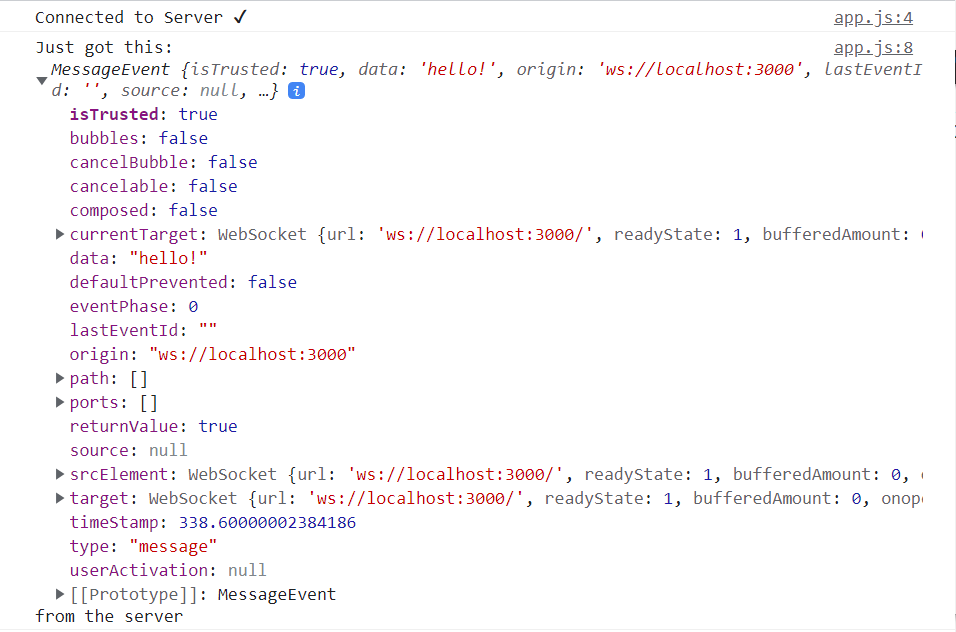 Connected to Server ✓ app.js:4
Just got this: app.js:8
MessageEvent {isTrusted: true, data: 'hello!', origin: 'ws://localhost:3000', lastEventI
d: '', source: null, …} i
isTrusted: true
bubbles: false
cancelBubble: false
cancelable: false
composed: false
currentTarget: WebSocket {url: 'ws://localhost:3000/', readyState: 1, bufferedAmount:
data: "hello!"
defaultPrevented: false
eventPhase: 0
lastEventId: ""
origin: "ws://localhost:3000"
path: []
ports: []
returnValue: true
source: null
srcElement: WebSocket {url: 'ws://localhost:3000/', readyState: 1, bufferedAmount: 0,
target: WebSocket {url: 'ws://localhost:3000/', readyState: 1, bufferedAmount: 0, onop
timeStamp: 338.60000002384186
type: "message"
userActivation: null
[[Prototype]]: MessageEvent
from the server